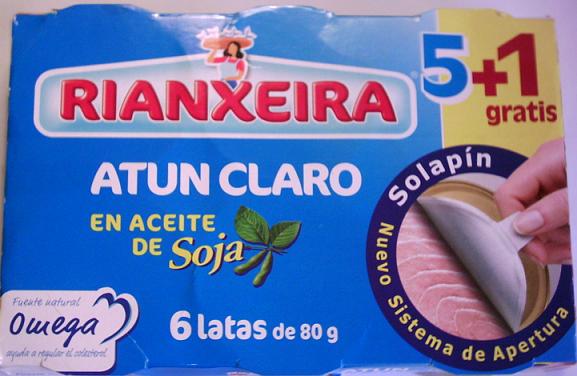 RIANXEIRA
5+1
gratis
ATUN CLARO
EN ACEITE
DE Soja
6 latas de 80 g
Solapín
Nuevo Sistema de Apertura
Fuente natural
Omega
ayuda a regular el colesterol
ATUN